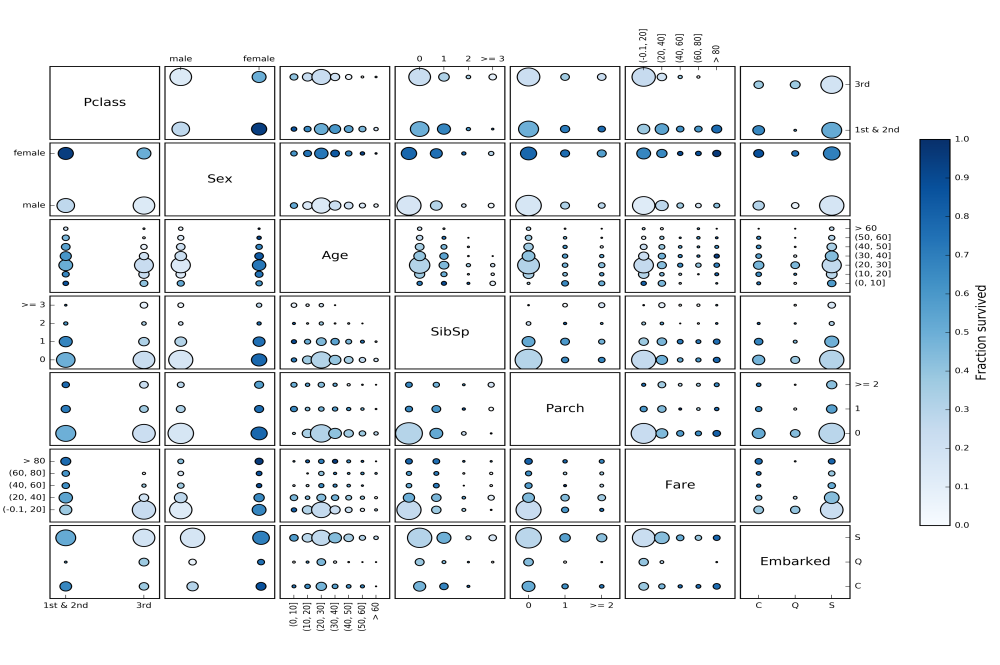 (-0.1, 20]
(20, 40]
(40, 60]
(60, 80]
> 80
male female
0 1 2 >= 3
Pclass
3rd
1st & 2nd
female
male
Sex
Age
> 60
(50, 60]
(40, 50]
(30, 40]
(20, 30]
(10, 20]
(0, 10]
>= 3
2
1
0
SibSp
Parch
>= 2
1
0
> 80
(60, 80]
(40, 60]
(20, 40]
(-0.1, 20]
Fare
Embarked
S
Q
C
1st & 2nd 3rd
(0, 10]
(10, 20]
(20, 30]
(30, 40]
(40, 50]
(50, 60]
> 60
0 1 >= 2
C Q S
1.0
0.9
0.8
0.7
0.6
0.5
0.4
0.3
0.2
0.1
0.0
Fraction survived